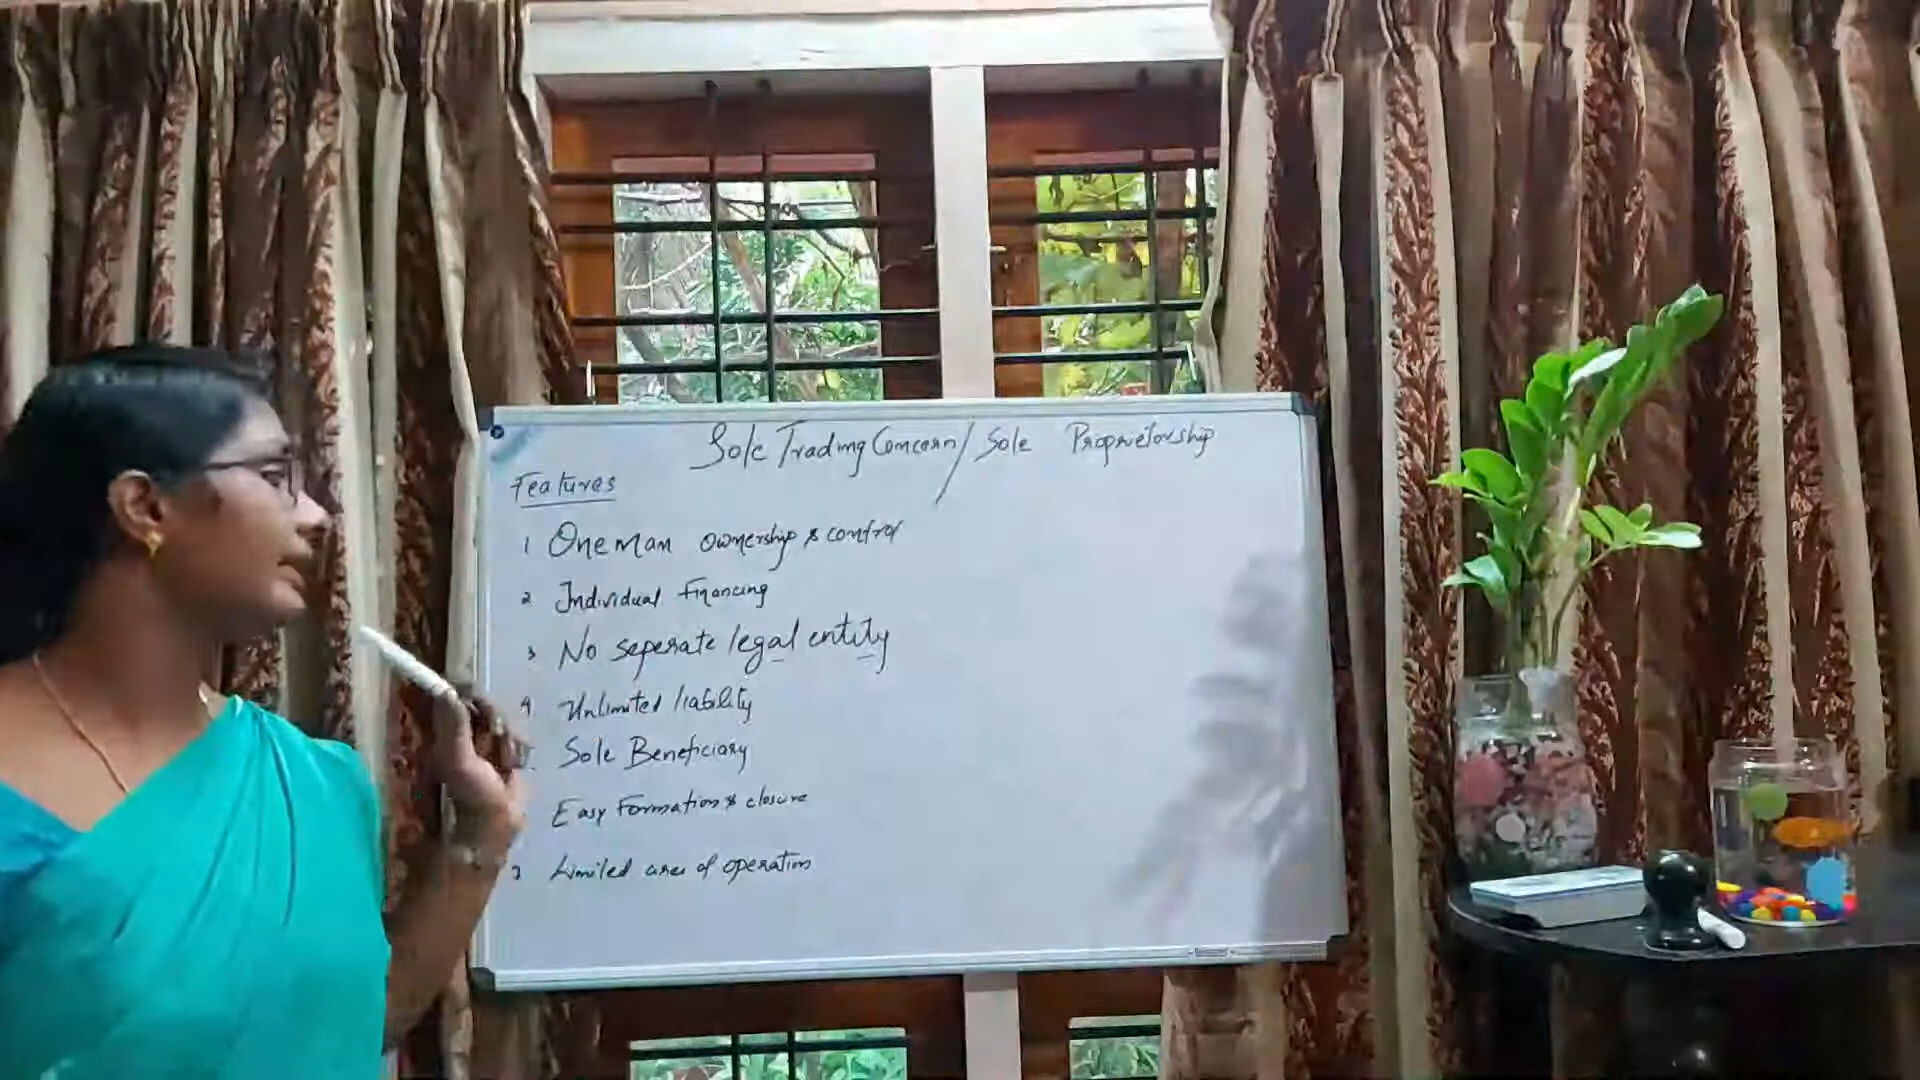 Sole Trading Concern/ Sole Proprietorship
Features
1 One man ownership & control
2 Individual Financing
3 No seperate legal entity
4 Unlimited liability
Sole Beneficiary
Easy Formation & closure
7 Limited area of operation